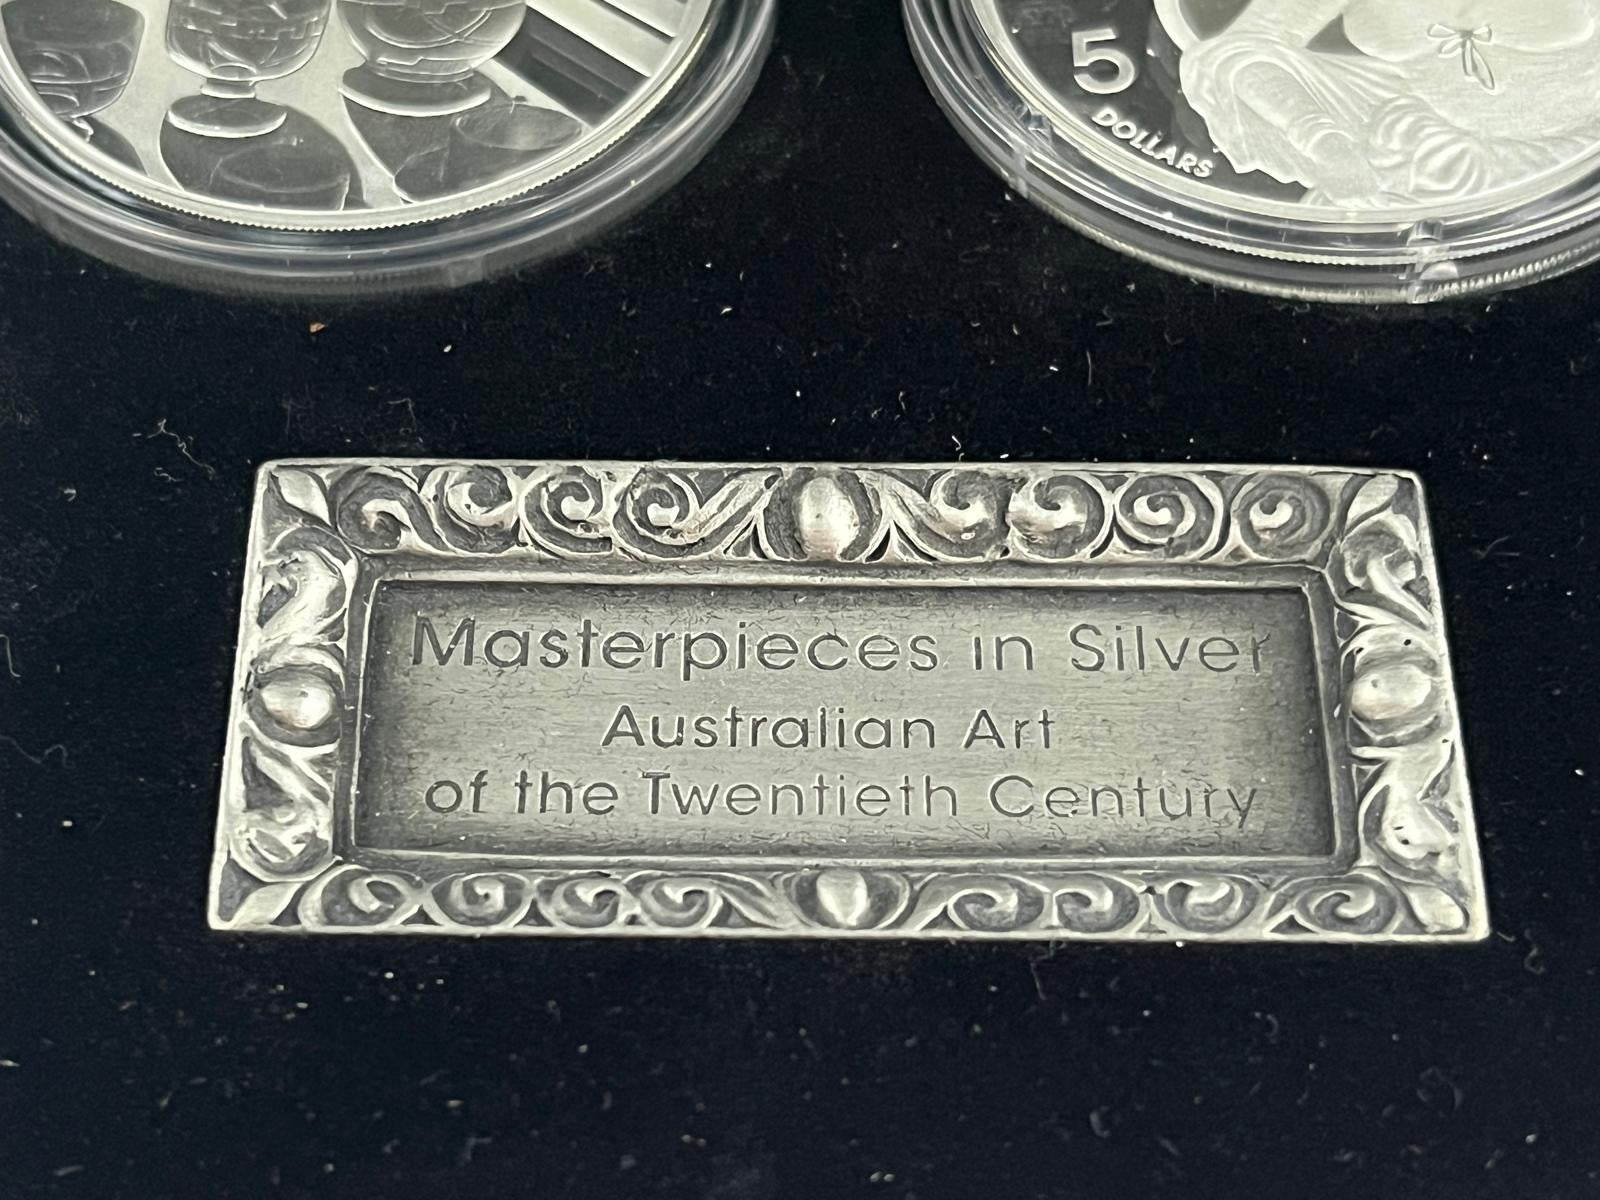 5
DOLLARS
Masterpieces in Silver
Australian Art
of the Twentieth Century